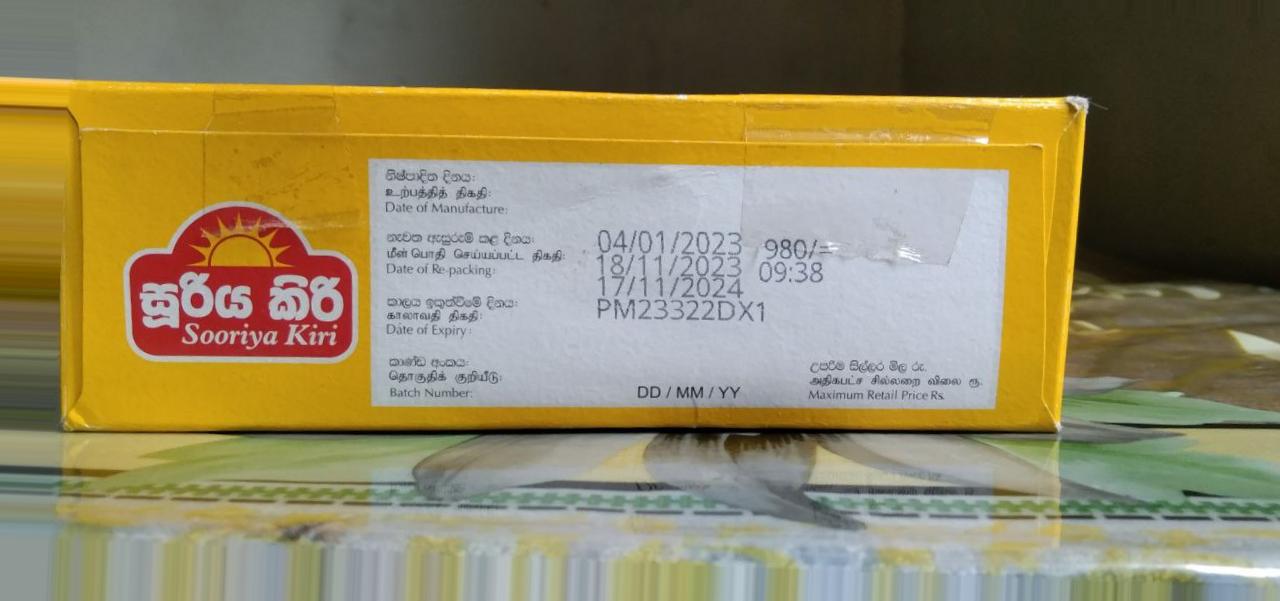 සූරිය කිරි
Sooriya Kiri
නිෂ්පාදිත දිනය:
உற்பத்தித் திகதி:
Date of Manufacture:
නැවත ඇසුරුම් කළ දිනය:
மீள் பொதி செய்யப்பட்ட திகதி:
Date of Re-packing:
කාලය ඉකුත්වීමේ දිනය:
காலாவதி திகதி:
Date of Expiry:
කාණ්ඩ අංකය:
தொகுதிக் குறியீடு:
Batch Number:
04/01/2023 980/=
18/11/2023 09:38
17/11/2024
PM23322DX1
DD / MM / YY
උපරිම සිල්ලර මිල රු.
அதிகபட்ச சில்லறை விலை ரூ.
Maximum Retail Price Rs.